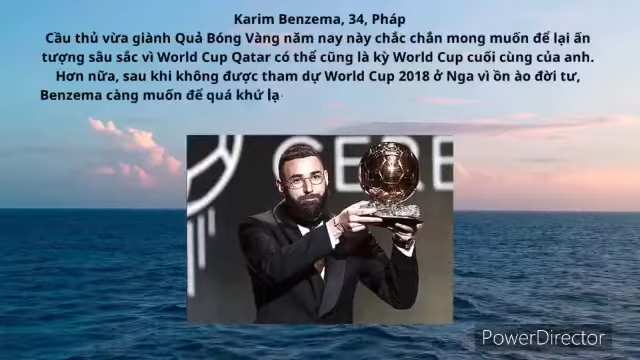 Karim Benzema, 34, Pháp
Cầu thủ vừa giành Quả Bóng Vàng năm nay này chắc chắn mong muốn để lại ấn
tượng sâu sắc vì World Cup Qatar có thể cũng là kỳ World Cup cuối cùng của anh.
Hơn nữa, sau khi không được tham dự World Cup 2018 ở Nga vì ồn ào đời tư,
Benzema càng muốn để quá khứ lạ
CERE
PowerDirector